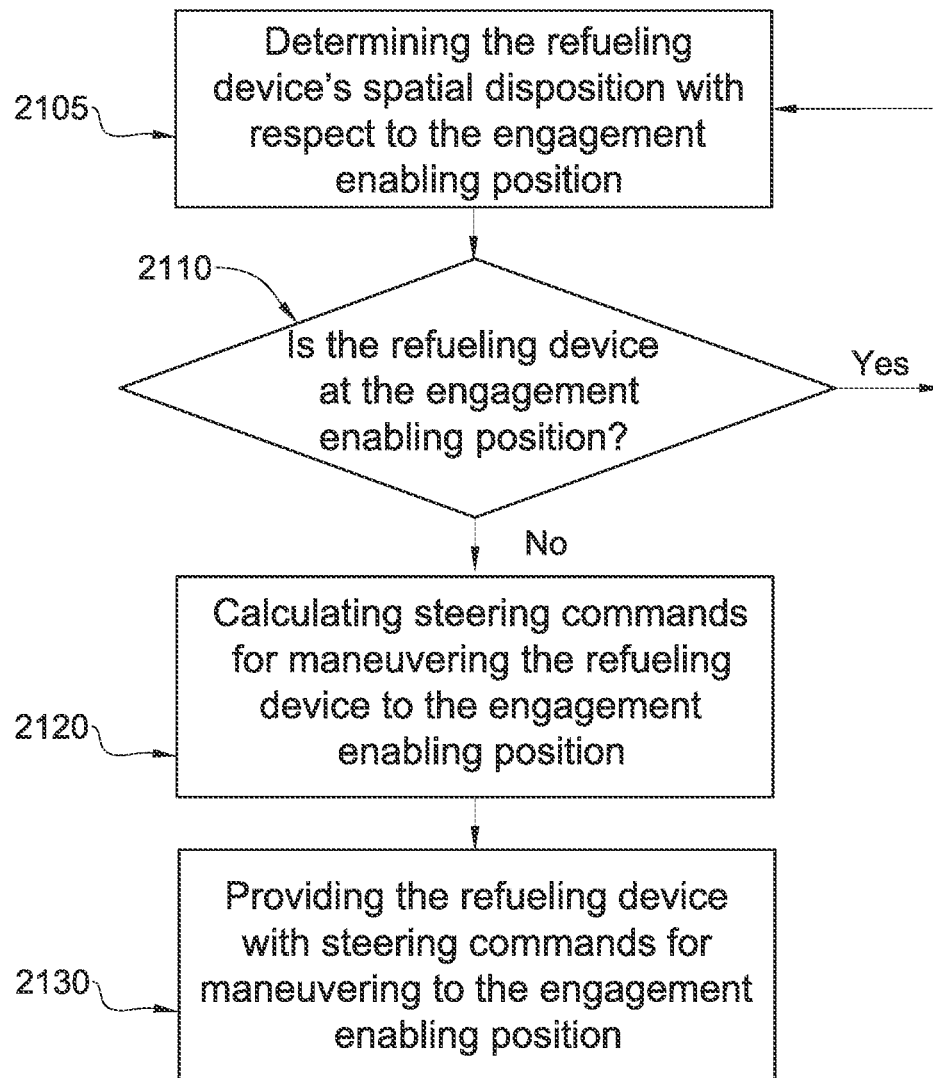 Determining the refueling
device's spatial disposition with
respect to the engagement
enabling position
2105
2110
Is the refueling device
at the engagement
enabling position?
Yes
No
Calculating steering commands
for maneuvering the refueling
device to the engagement
enabling position
2120
Providing the refueling device
with steering commands for
maneuvering to the engagement
enabling position
2130